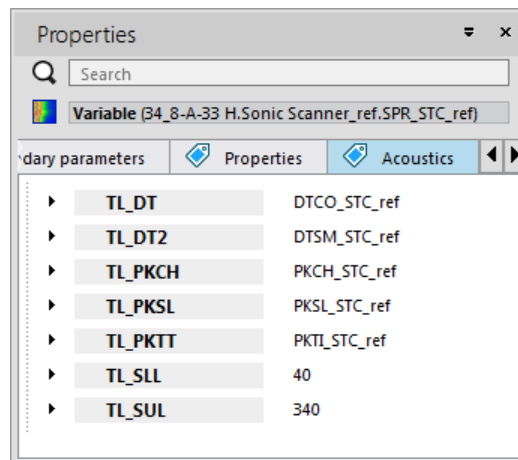 Properties
Search
Variable (34_8-A-33 H.Sonic Scanner_ref.SPR_STC_ref)
dary parameters Properties Acoustics
TL_DT DTCO_STC_ref
TL_DT2 DTSM_STC_ref
TL_PKCH PKCH_STC_ref
TL_PKSL PKSL_STC_ref
TL_PKTT PKTI_STC_ref
TL_SLL 40
TL_SUL 340